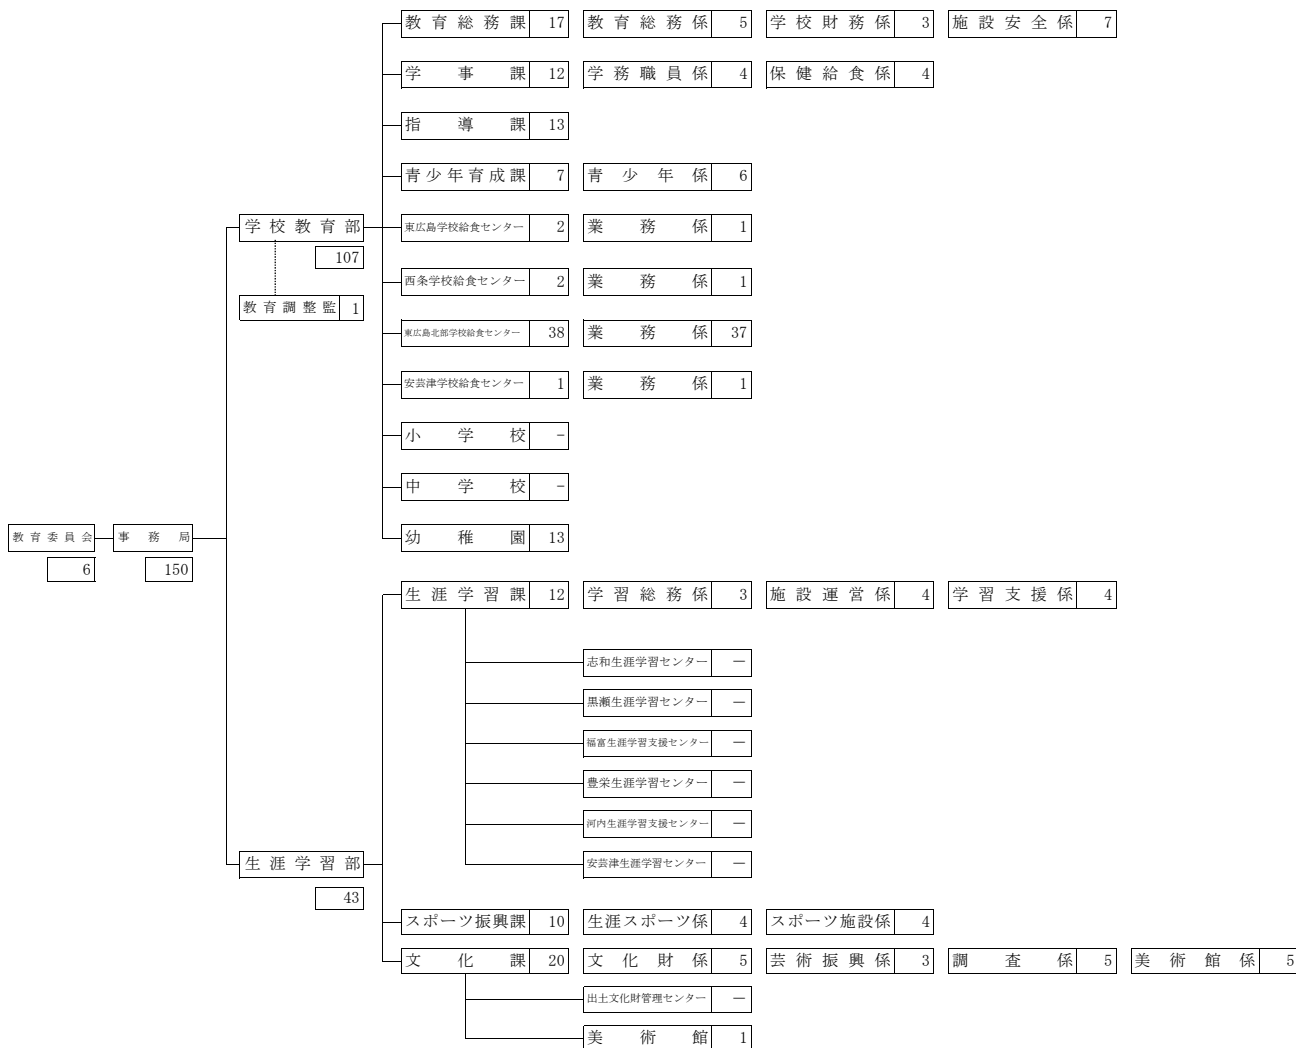 教育総務課 17 教育総務係 5 学校財務係 3 施設安全係 7
学事課 12 学務職員係 4 保健給食係 4
指導課 13
青少年育成課 7 青少年係 6
学校教育部 東広島学校給食センター 2 業務係 1
107
西条学校給食センター 2 業務係 1
教育調整監 1
東広島北部学校給食センター 38 業務係 37
安芸津学校給食センター 1 業務係 1
小学校 −
中学校 −
教育委員会 事務局 幼稚園 13
6 150
生涯学習課 12 学習総務係 3 施設運営係 4 学習支援係 4
志和生涯学習センター ―
黒瀬生涯学習センター ―
福富生涯学習支援センター ―
豊栄生涯学習センター ―
河内生涯学習支援センター ―
生涯学習部 安芸津生涯学習センター ―
43
スポーツ振興課 10 生涯スポーツ係 4 スポーツ施設係 4
文化課 20 文化財係 5 芸術振興係 3 調査係 5 美術館係 5
出土文化財管理センター ―
美術館 1